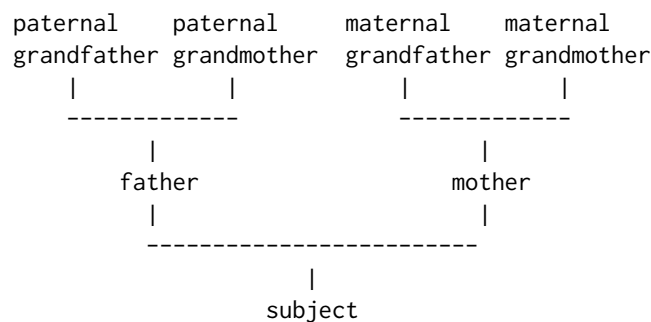 paternal paternal maternal maternal
grandfather grandmother grandfather grandmother
father mother
subject